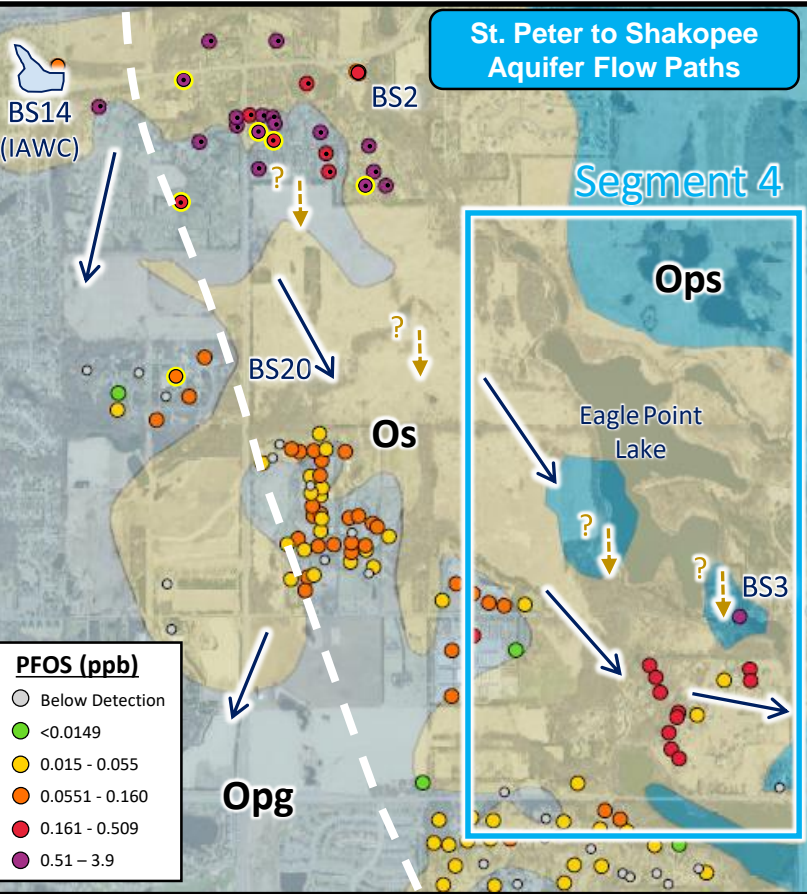 St. Peter to Shakopee
Aquifer Flow Paths
BS14
(IAWC)
BS2
?
Segment 4
Ops
?
BS20
Os
Eagle Point
Lake
?
?
BS3
PFOS (ppb)
Below Detection
<0.0149
0.015 - 0.055
0.0551 - 0.160
0.161 - 0.509
0.51 – 3.9
Opg